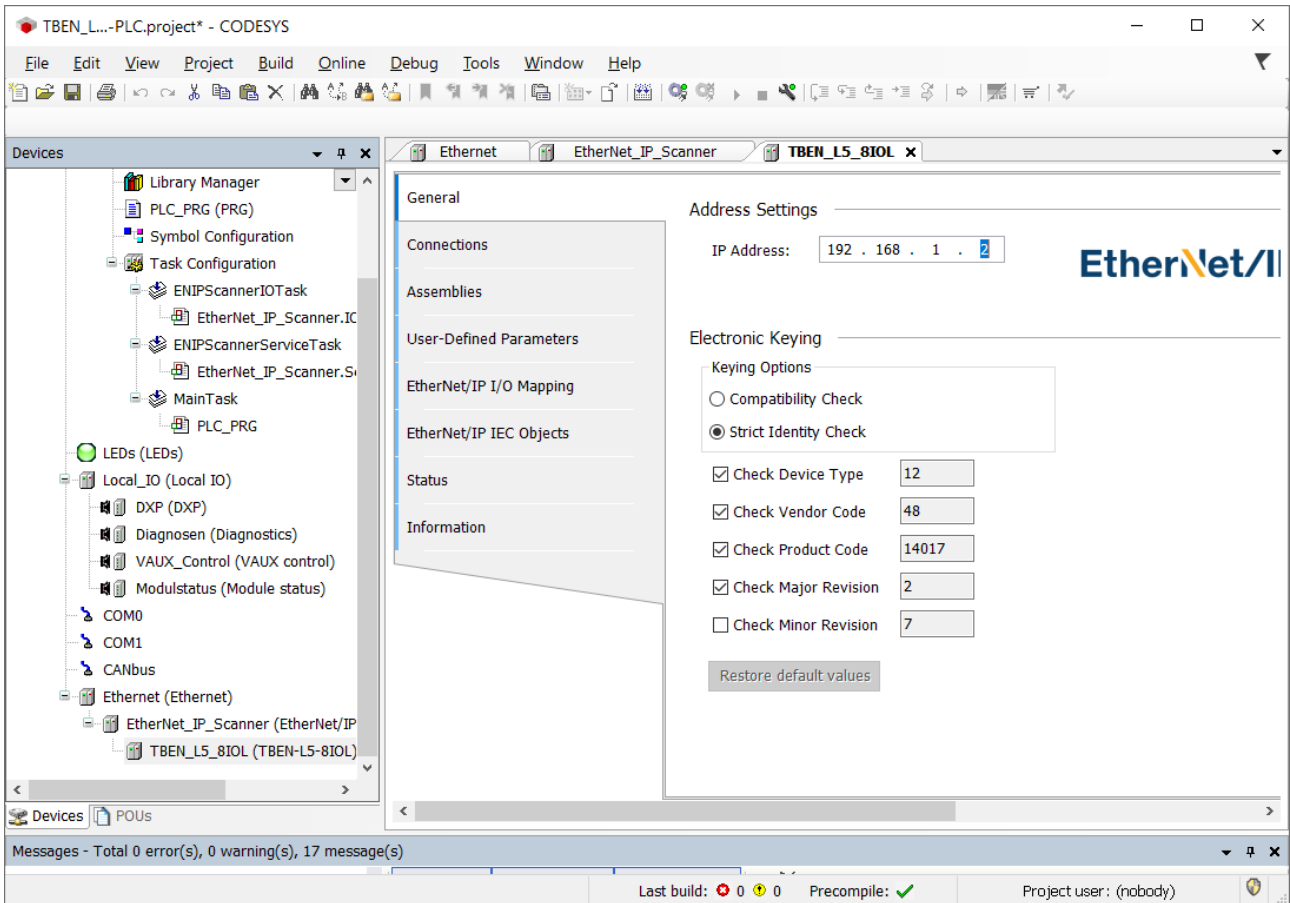 TBEN_L...-PLC.project* - CODESYS
File Edit View Project Build Online Debug Tools Window Help
Devices
Library Manager
PLC_PRG (PRG)
Symbol Configuration
Task Configuration
ENIPScannerIOTask
EtherNet_IP_Scanner.IC
ENIPScannerServiceTask
EtherNet_IP_Scanner.S
MainTask
PLC_PRG
LEDs (LEDs)
Local_IO (Local IO)
DXP (DXP)
Diagnosen (Diagnostics)
VAUX_Control (VAUX control)
Modulstatus (Module status)
COM0
COM1
CANbus
Ethernet (Ethernet)
EtherNet_IP_Scanner (EtherNet/IP
TBEN_L5_8IOL (TBEN-L5-8IOL)
Devices POUs
Ethernet EtherNet_IP_Scanner TBEN_L5_8IOL
General
Connections
Assemblies
User-Defined Parameters
EtherNet/IP I/O Mapping
EtherNet/IP IEC Objects
Status
Information
Address Settings
IP Address: 192 . 168 . 1 . 2
EtherNet/I
Electronic Keying
Keying Options
Compatibility Check
Strict Identity Check
Check Device Type 12
Check Vendor Code 48
Check Product Code 14017
Check Major Revision 2
Check Minor Revision 7
Restore default values
Messages - Total 0 error(s), 0 warning(s), 17 message(s)
Last build: 0 0 Precompile: Project user: (nobody)